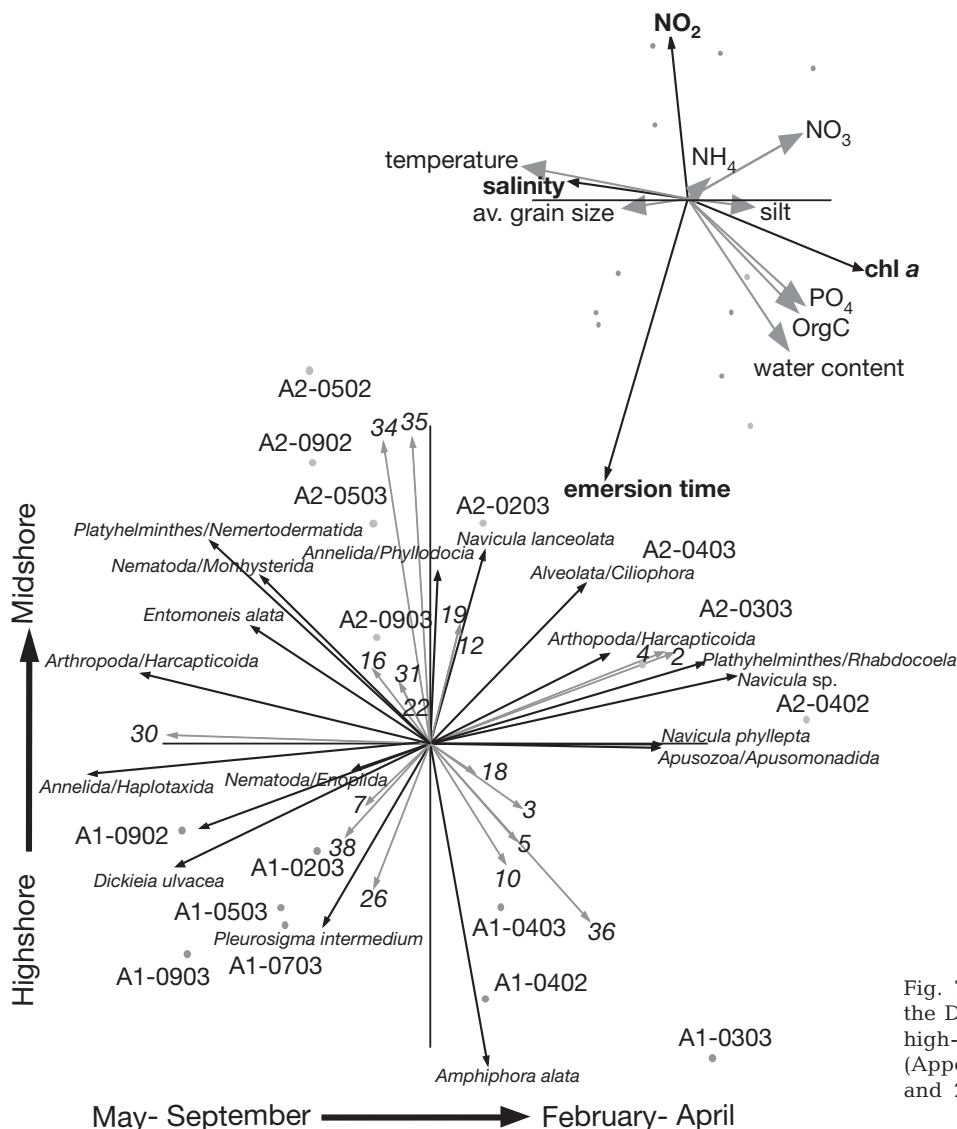 NO2
NO3
NH4
temperature
salinity
av. grain size
silt
chl a
PO4
OrgC
water content
emersion time
A2-0502
34 35
A2-0902
A2-0503
A2-0203
Platyhelminthes/Nemertodermatida
Annelida/Phyllodocia
Navicula lanceolata
Nematoda/Monhysterida
Alveolata/Ciliophora
A2-0403
Entomoneis alata
A2-0903
19
12
A2-0303
Arthopoda/Harcapticoida
4 2
Arthropoda/Harcapticoida
16
31
Plathyhelminthes/Rhabdocoela
Navicula sp.
22
A2-0402
30
Navicula phyllepta
Apusozoa/Apusomonadida
Annelida/Haplotaxida
Nematoda/Enoplida
18
7
3
A1-0902
38
A1-0203
5
Dickieia ulvacea
10
26
A1-0503
A1-0403
36
Pleurosigma intermedium
A1-0903
A1-0703
A1-0402
A1-0303
Amphiphora alata
Highshore
Midshore
May- September
February- April
the D
high-
(Appe
and 2